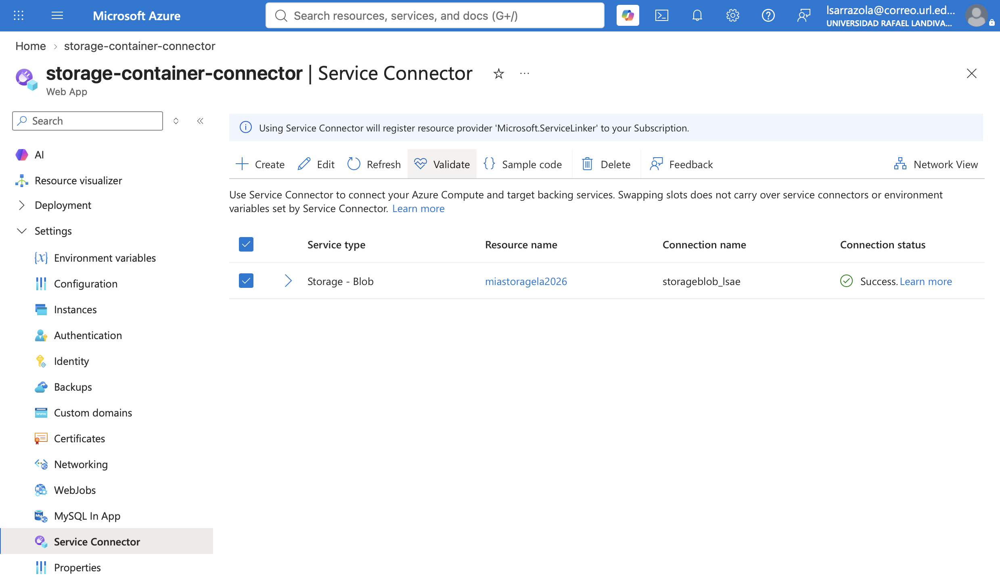 Microsoft Azure
Search resources, services, and docs (G+/)
lsarrazola@correo.url.ed...
UNIVERSIDAD RAFAEL LANDIVA...
Home > storage-container-connector
storage-container-connector | Service Connector
Web App
Search
AI
Resource visualizer
Deployment
Settings
Environment variables
Configuration
Instances
Authentication
Identity
Backups
Custom domains
Certificates
Networking
WebJobs
MySQL In App
Service Connector
Properties
Using Service Connector will register resource provider 'Microsoft.ServiceLinker' to your Subscription.
Create Edit Refresh Validate Sample code Delete Feedback Network View
Use Service Connector to connect your Azure Compute and target backing services. Swapping slots does not carry over service connectors or environment
variables set by Service Connector. Learn more
Service type Resource name Connection name Connection status
Storage - Blob miastoragela2026 storageblob_lsae Success. Learn more